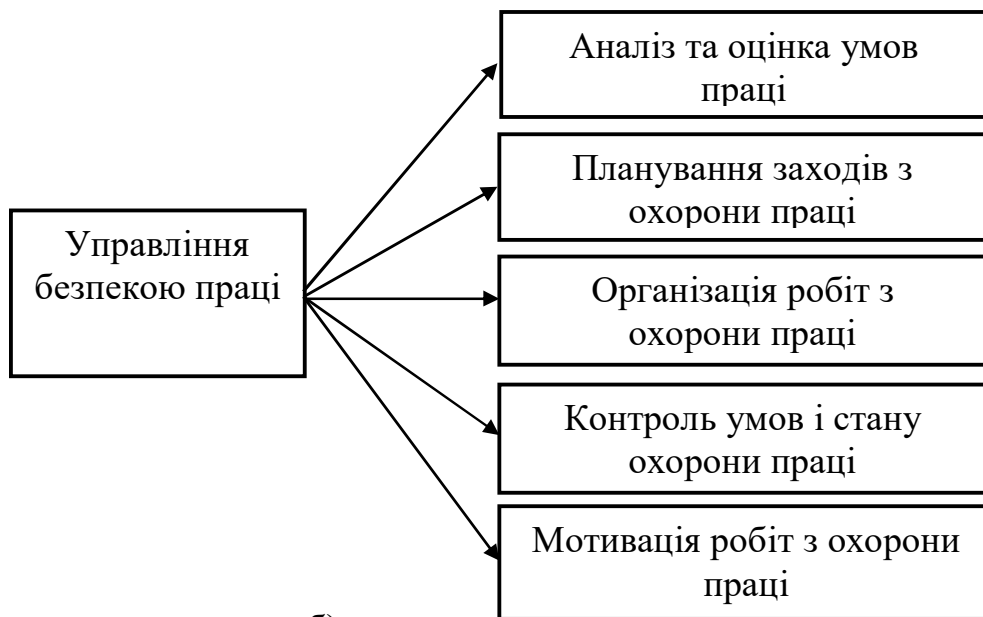 Аналіз та оцінка умов
праці
Планування заходів з
охорони праці
Управління
безпекою праці
Організація робіт з
охорони праці
Контроль умов і стану
охорони праці
Мотивація робіт з охорони
праці
б)